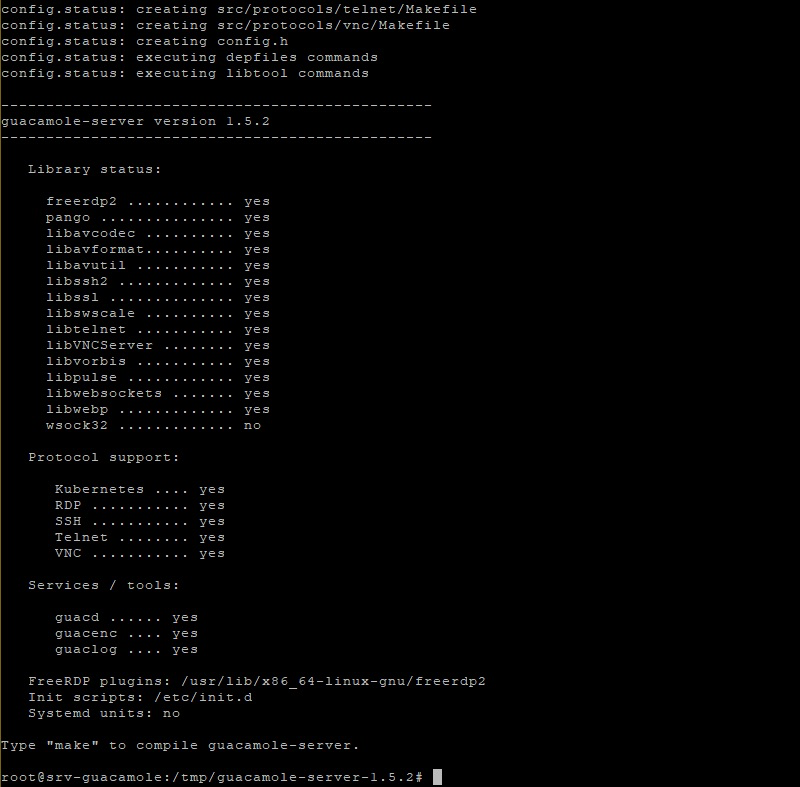 config.status: creating src/protocols/telnet/Makefile
config.status: creating src/protocols/vnc/Makefile
config.status: creating config.h
config.status: executing depfiles commands
config.status: executing libtool commands
------------------------------------------------
guacamole-server version 1.5.2
------------------------------------------------
Library status:
freerdp2 ............ yes
pango ............... yes
libavcodec .......... yes
libavformat.......... yes
libavutil ........... yes
libssh2 ............. yes
libssl .............. yes
libswscale .......... yes
libtelnet ........... yes
libVNCServer ........ yes
libvorbis ........... yes
libpulse ............ yes
libwebsockets ....... yes
libwebp ............. yes
wsock32 ............. no
Protocol support:
Kubernetes .... yes
RDP ........... yes
SSH ........... yes
Telnet ........ yes
VNC ........... yes
Services / tools:
guacd ...... yes
guacenc .... yes
guaclog .... yes
FreeRDP plugins: /usr/lib/x86_64-linux-gnu/freerdp2
Init scripts: /etc/init.d
Systemd units: no
Type "make" to compile guacamole-server.
root@srv-guacamole:/tmp/guacamole-server-1.5.2#